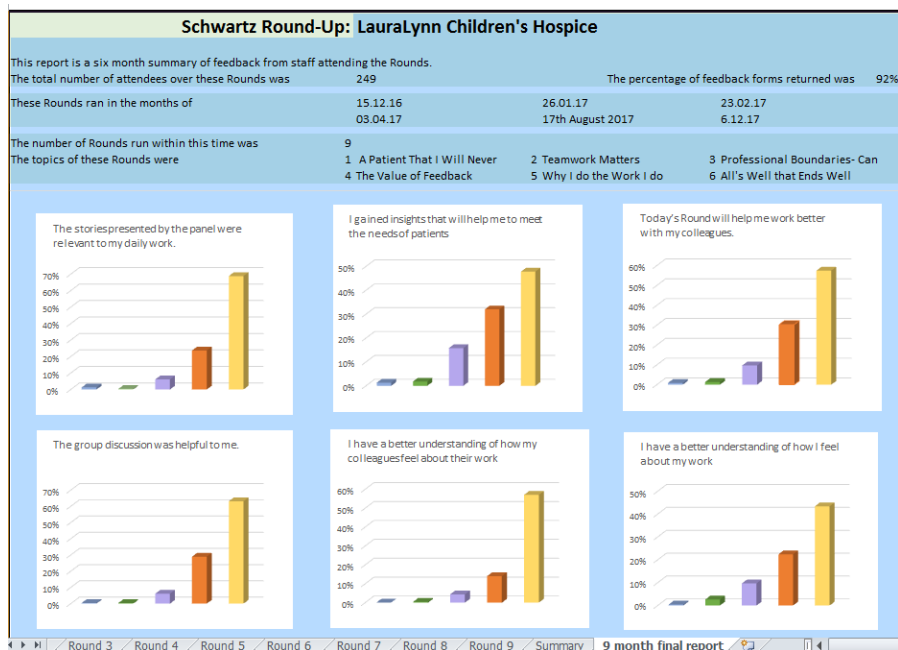 Schwartz Round-Up: LauraLynn Children's Hospice
This report is a six month summary of feedback from staff attending the Rounds.
The total number of attendees over these Rounds was 249 The percentage of feedback forms returned was 92%
These Rounds ran in the months of 15.12.16 26.01.17 23.02.17
03.04.17 17th August 2017 6.12.17
The number of Rounds run within this time was 9
The topics of these Rounds were 1 A Patient That I Will Never 2 Teamwork Matters 3 Professional Boundaries- Can
4 The Value of Feedback 5 Why I do the Work I do 6 All's Well that Ends Well
The stories presented by the panel were
relevant to my daily work.
70%
60%
50%
40%
30%
20%
10%
0%
I gained insights that will help me to meet
the needs of patients
50%
40%
30%
20%
10%
0%
Today's Round will help me work better
with my colleagues.
60%
50%
40%
30%
20%
10%
0%
The group discussion was helpful to me.
70%
60%
50%
40%
30%
20%
10%
0%
I have a better understanding of how my
colleagues feel about their work
60%
50%
40%
30%
20%
10%
0%
I have a better understanding of how I feel
about my work
50%
40%
30%
20%
10%
0%
Round 3 Round 4 Round 5 Round 6 Round 7 Round 8 Round 9 Summary 9 month final report